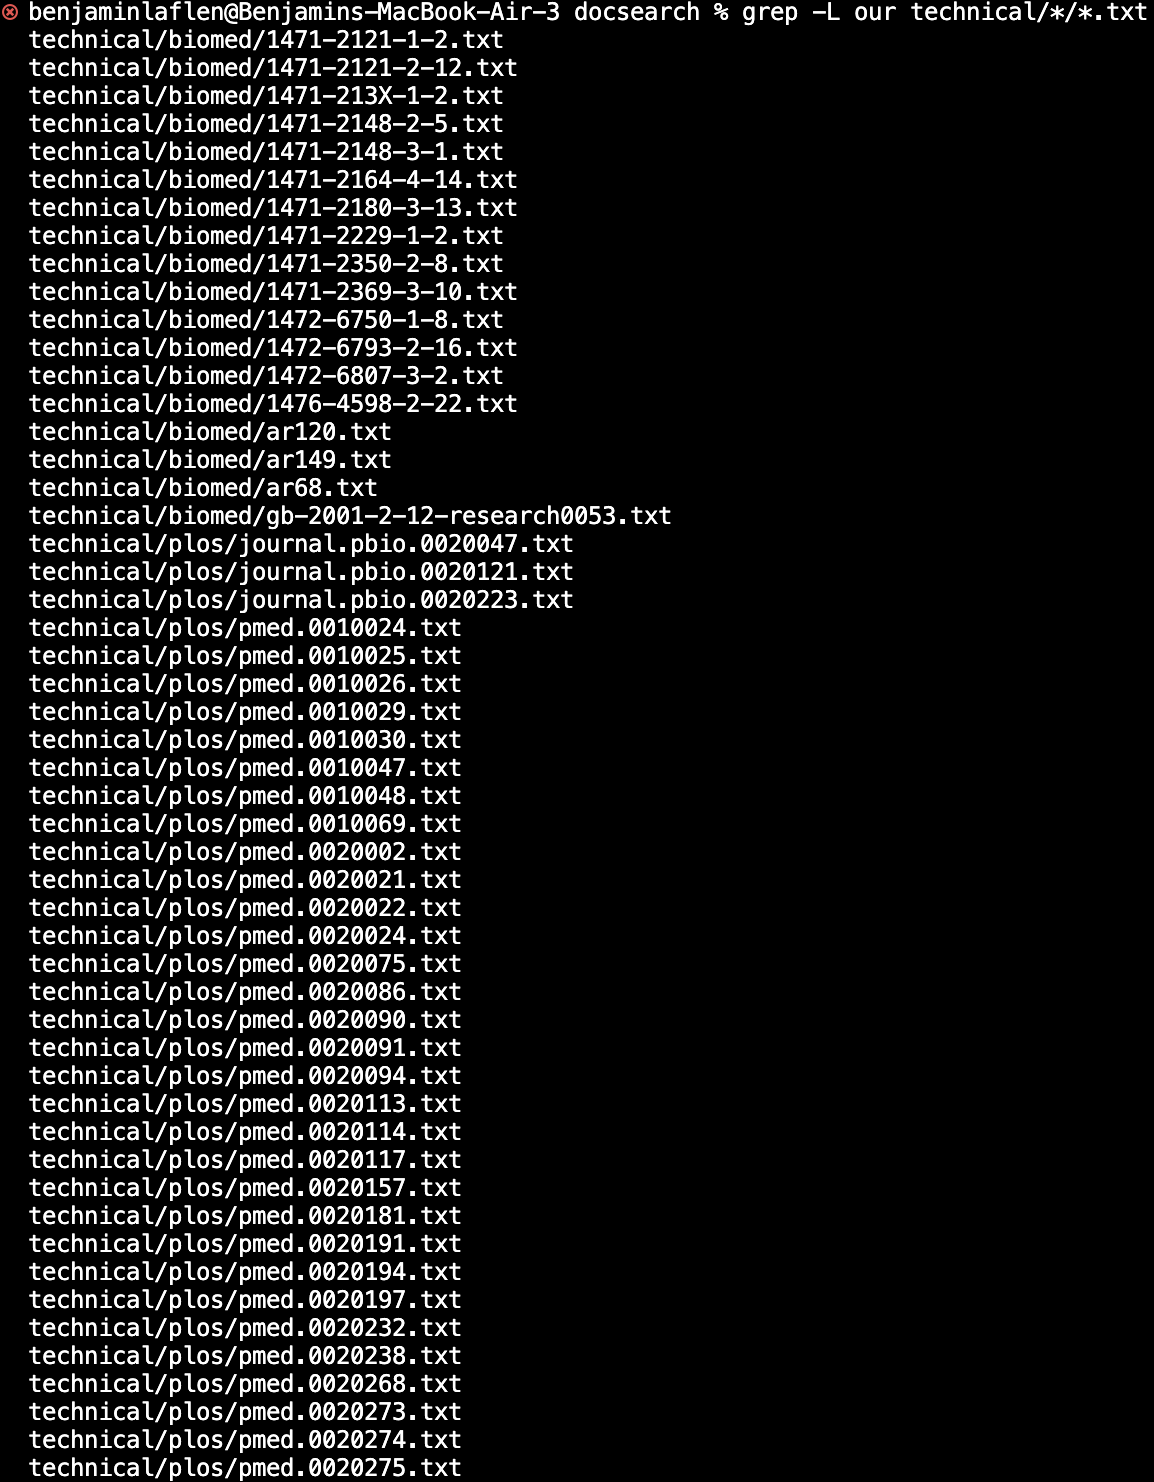 benjaminlaflen@Benjamins-MacBook-Air-3 docsearch % grep -L our technical/*/*.txt
technical/biomed/1471-2121-1-2.txt
technical/biomed/1471-2121-2-12.txt
technical/biomed/1471-213X-1-2.txt
technical/biomed/1471-2148-2-5.txt
technical/biomed/1471-2148-3-1.txt
technical/biomed/1471-2164-4-14.txt
technical/biomed/1471-2180-3-13.txt
technical/biomed/1471-2229-1-2.txt
technical/biomed/1471-2350-2-8.txt
technical/biomed/1471-2369-3-10.txt
technical/biomed/1472-6750-1-8.txt
technical/biomed/1472-6793-2-16.txt
technical/biomed/1472-6807-3-2.txt
technical/biomed/1476-4598-2-22.txt
technical/biomed/ar120.txt
technical/biomed/ar149.txt
technical/biomed/ar68.txt
technical/biomed/gb-2001-2-12-research0053.txt
technical/plos/journal.pbio.0020047.txt
technical/plos/journal.pbio.0020121.txt
technical/plos/journal.pbio.0020223.txt
technical/plos/pmed.0010024.txt
technical/plos/pmed.0010025.txt
technical/plos/pmed.0010026.txt
technical/plos/pmed.0010029.txt
technical/plos/pmed.0010030.txt
technical/plos/pmed.0010047.txt
technical/plos/pmed.0010048.txt
technical/plos/pmed.0010069.txt
technical/plos/pmed.0020002.txt
technical/plos/pmed.0020021.txt
technical/plos/pmed.0020022.txt
technical/plos/pmed.0020024.txt
technical/plos/pmed.0020075.txt
technical/plos/pmed.0020086.txt
technical/plos/pmed.0020090.txt
technical/plos/pmed.0020091.txt
technical/plos/pmed.0020094.txt
technical/plos/pmed.0020113.txt
technical/plos/pmed.0020114.txt
technical/plos/pmed.0020117.txt
technical/plos/pmed.0020157.txt
technical/plos/pmed.0020181.txt
technical/plos/pmed.0020191.txt
technical/plos/pmed.0020194.txt
technical/plos/pmed.0020197.txt
technical/plos/pmed.0020232.txt
technical/plos/pmed.0020238.txt
technical/plos/pmed.0020268.txt
technical/plos/pmed.0020273.txt
technical/plos/pmed.0020274.txt
technical/plos/pmed.0020275.txt